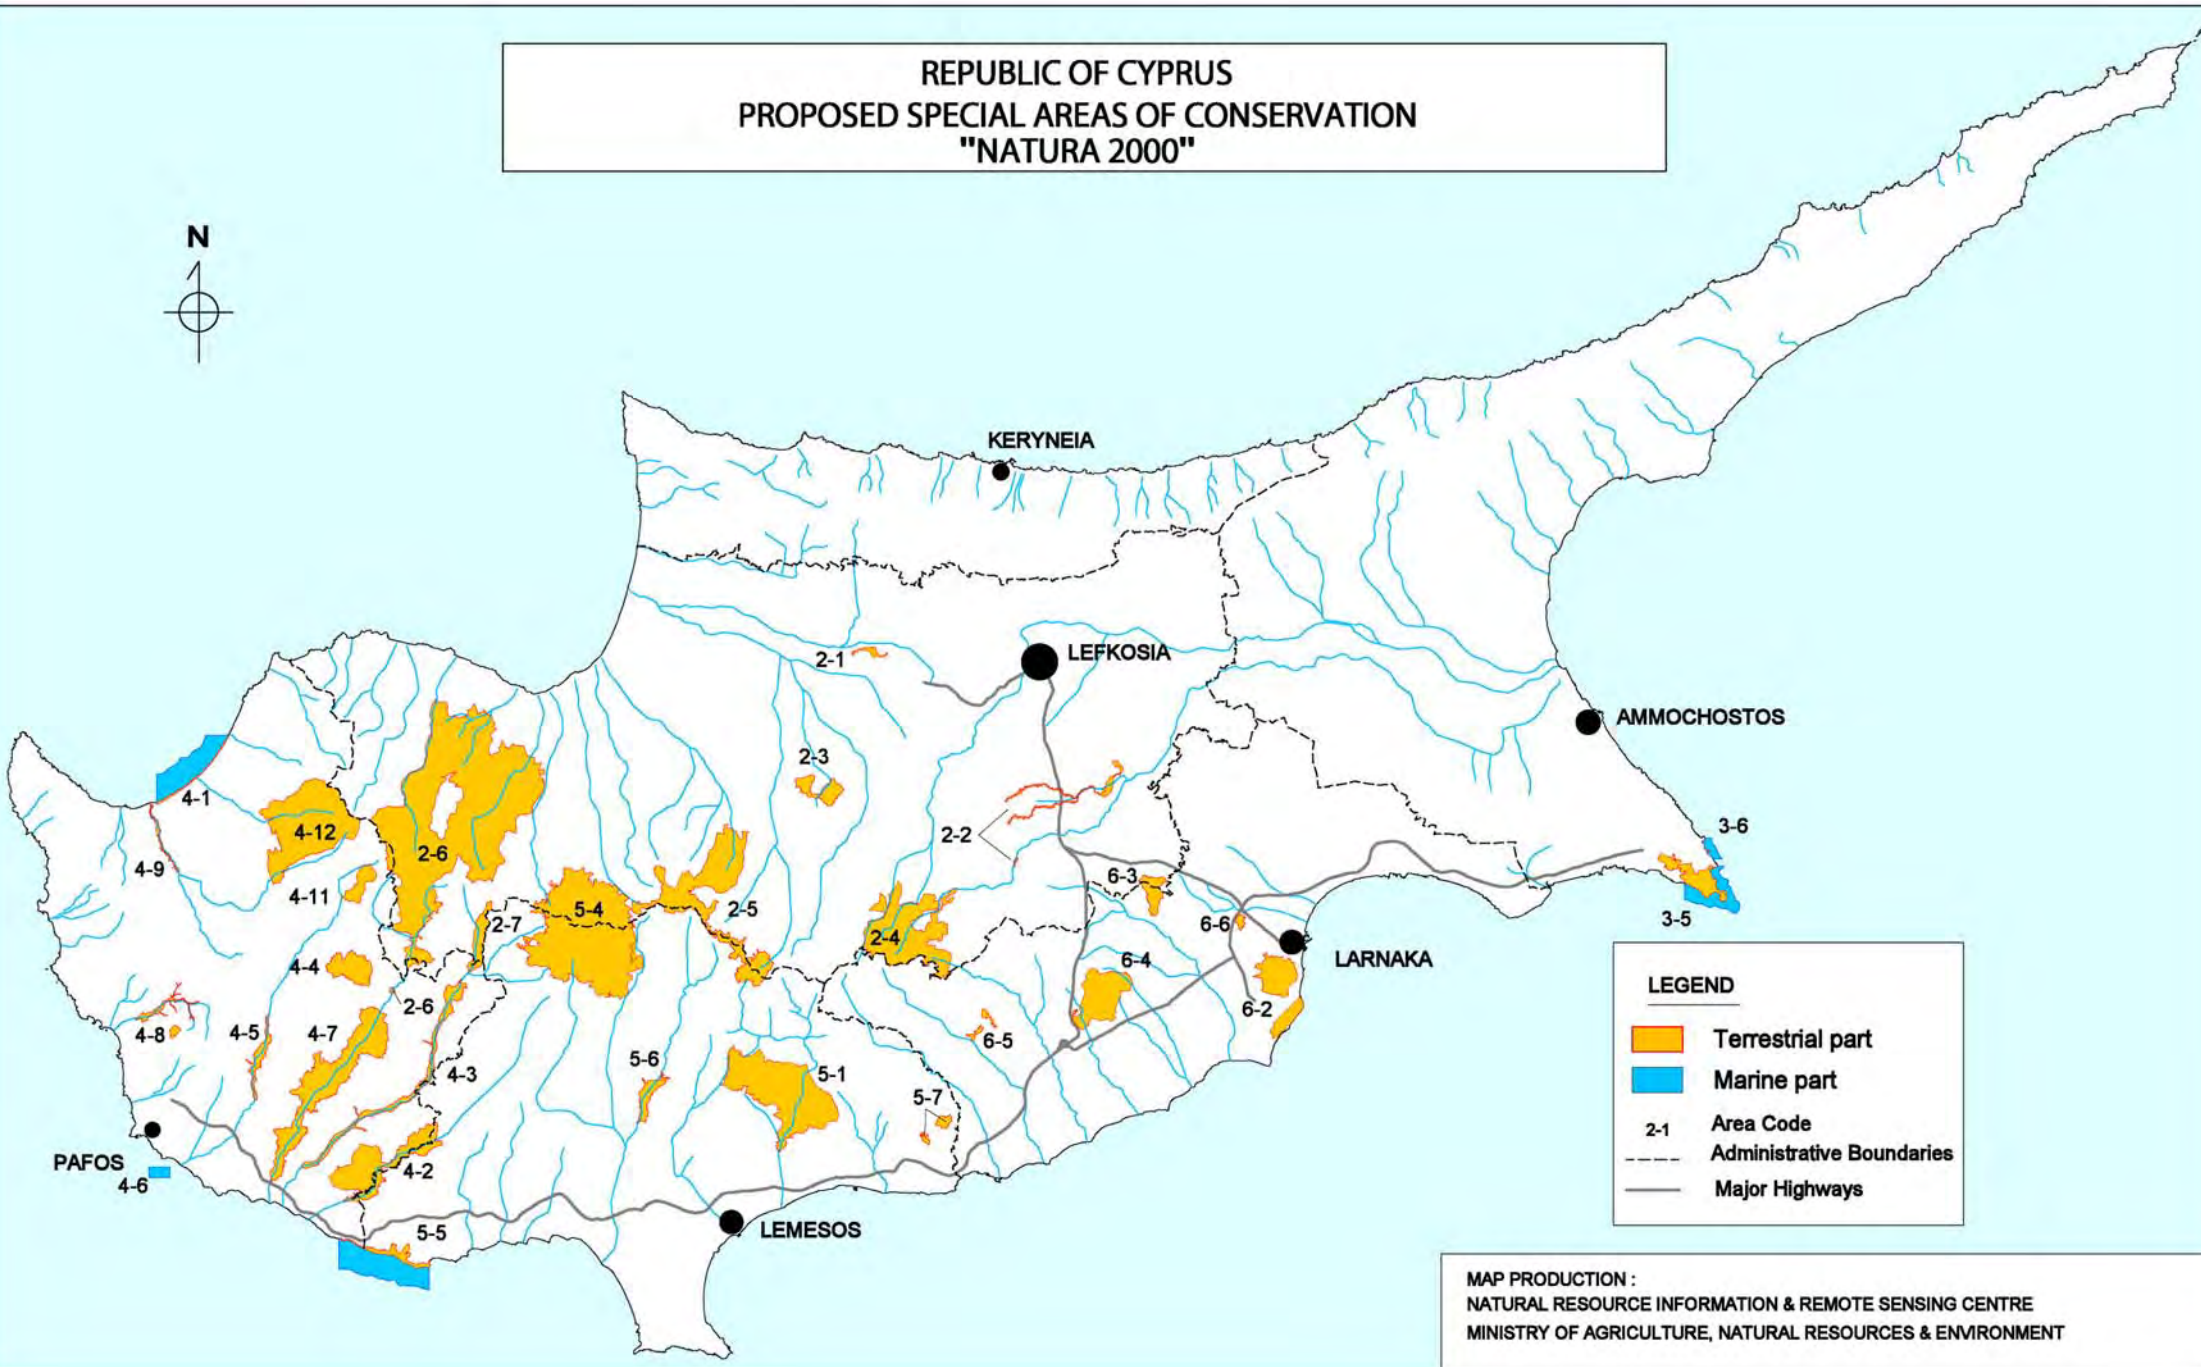 REPUBLIC OF CYPRUS
PROPOSED SPECIAL AREAS OF CONSERVATION
"NATURA 2000"
N
KERYNEIA
2-1
LEFKOSIA
AMMOCHOSTOS
2-3
4-1
4-12
2-2
3-6
2-6
4-9
6-3
4-11
5-4
2-5
3-5
2-7
6-6
2-4
LARNAKA
4-4
6-4
2-6
6-2
4-8
4-5
4-7
6-5
5-6
4-3
5-1
5-7
PAFOS
4-6
4-2
5-5
LEMESOS
LEGEND
Terrestrial part
Marine part
2-1 Area Code
Administrative Boundaries
Major Highways
MAP PRODUCTION :
NATURAL RESOURCE INFORMATION & REMOTE SENSING CENTRE
MINISTRY OF AGRICULTURE, NATURAL RESOURCES & ENVIRONMENT